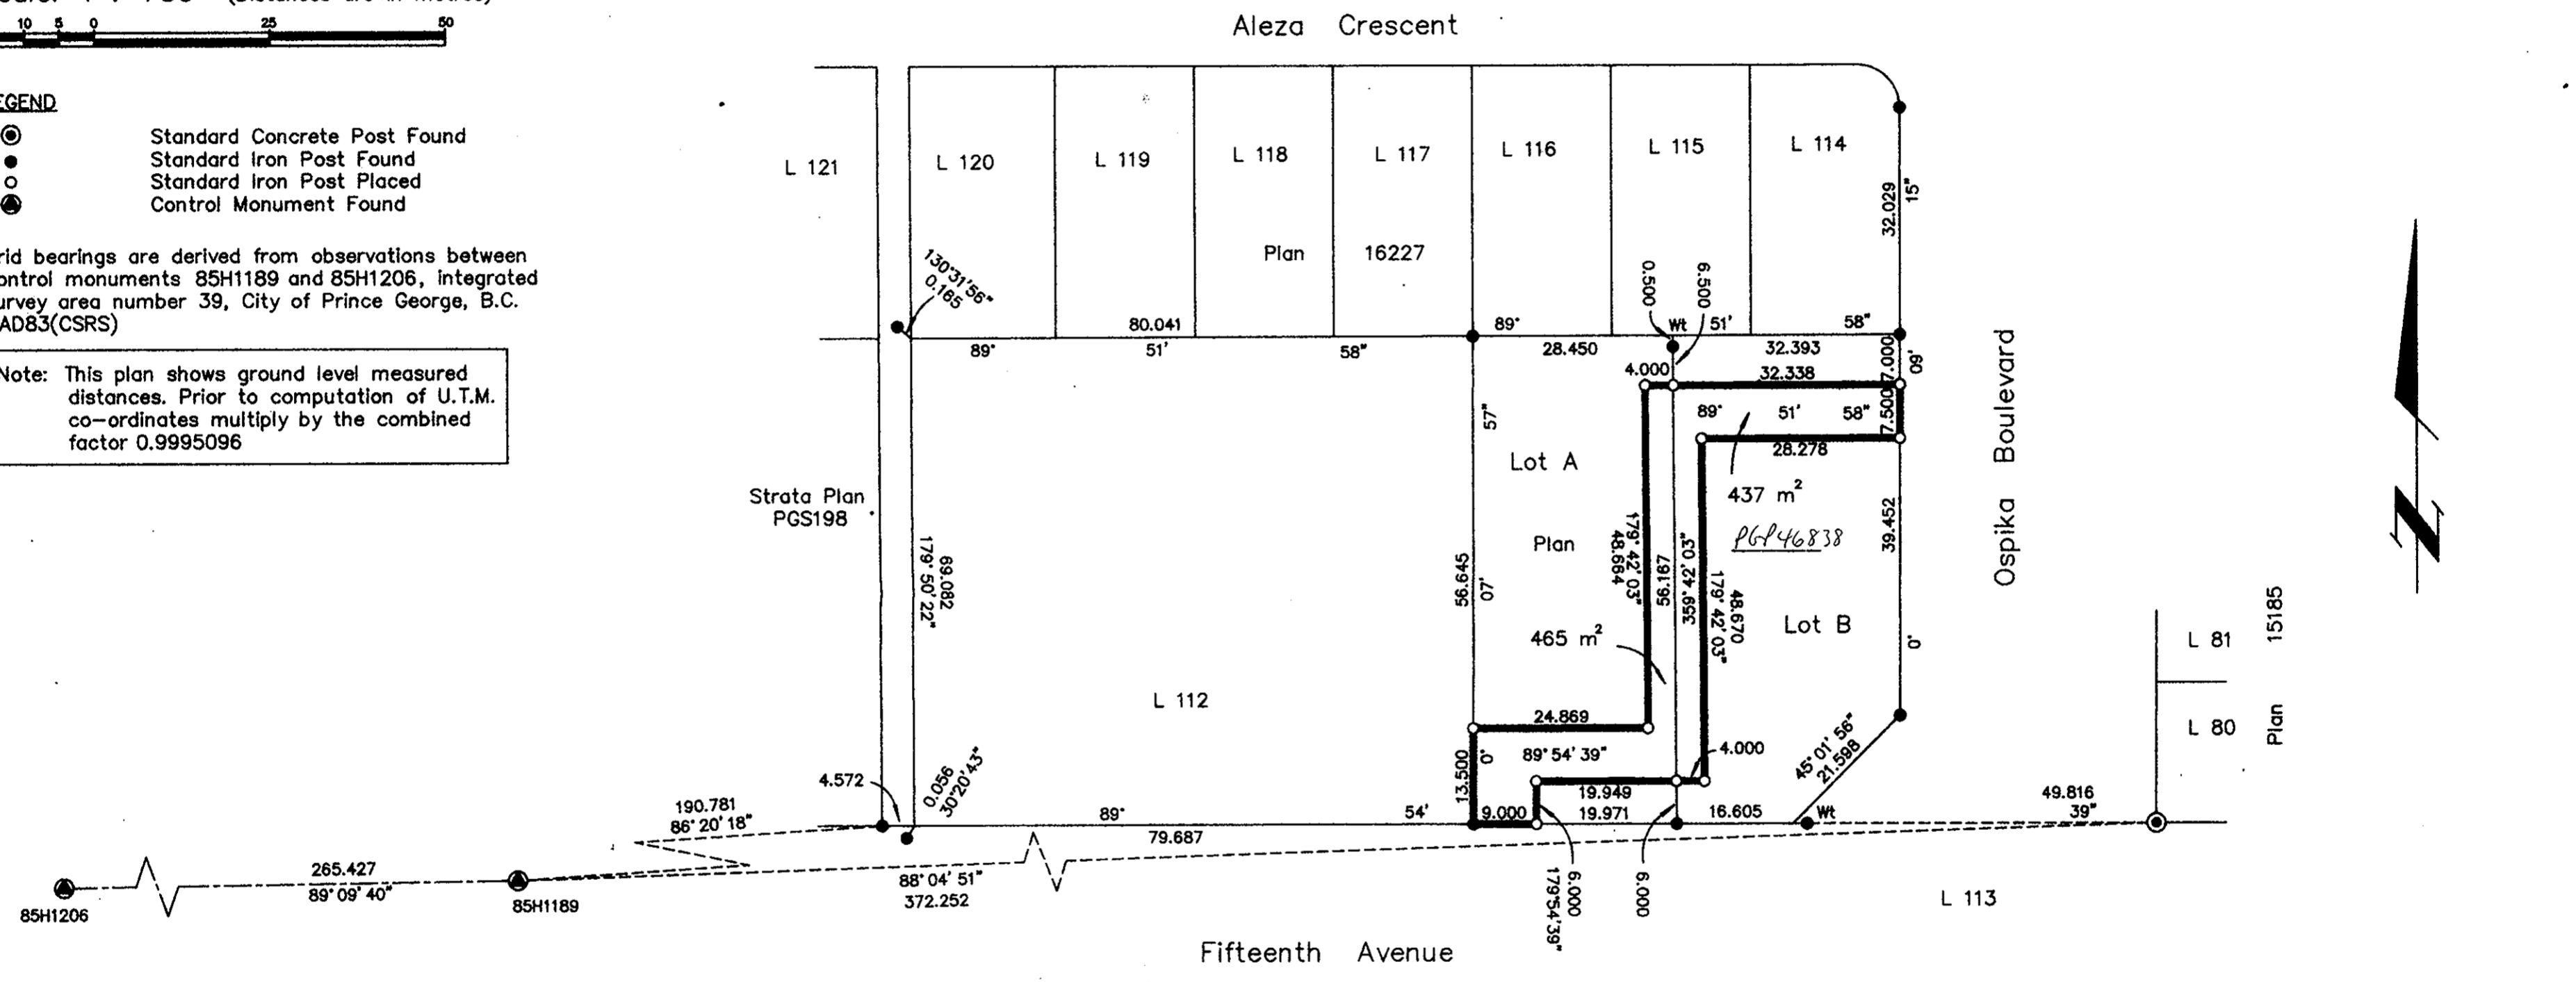 (Distances are in metres)
10 5 0 25 50
EGEND
Standard Concrete Post Found
Standard Iron Post Found
Standard Iron Post Placed
Control Monument Found
rid bearings are derived from observations between
ontrol monuments 85H1189 and 85H1206, integrated
urvey area number 39, City of Prince George, B.C.
AD83(CSRS)
Note: This plan shows ground level measured
distances. Prior to computation of U.T.M.
co-ordinates multiply by the combined
factor 0.9995096
Aleza Crescent
L 121
L 120
L 119
L 118
L 117
L 116
L 115
L 114
Plan 16227
32.029
15"
130°31'56"
0.165
80.041
89° 51' 58"
89° 51' 58"
28.450
Wt
32.393
0.500
6.500
7.000
09'
4.000
32.338
89° 51' 58"
7.500
28.278
437 m²
PGP46838
Lot A
Plan
465 m²
57"
07'
0°
56.645
179° 42' 03"
48.664
56.167
359° 42' 03"
48.670
179° 42' 03"
Lot B
39.452
0°
Ospika Boulevard
N
Strata Plan
PGS198
69.082
179° 50' 22"
L 112
24.869
89° 54' 39"
13.500
4.000
19.949
9.000
19.971
16.605
Wt
45° 01' 56"
21.598
6.000
179°54'39"
6.000
4.572
0.056
30°20'43"
89° 54' 39"
79.687
49.816
190.781
86° 20' 18"
265.427
89° 09' 40"
85H1206
85H1189
88° 04' 51"
372.252
L 81
L 80
Plan 15185
L 113
Fifteenth Avenue